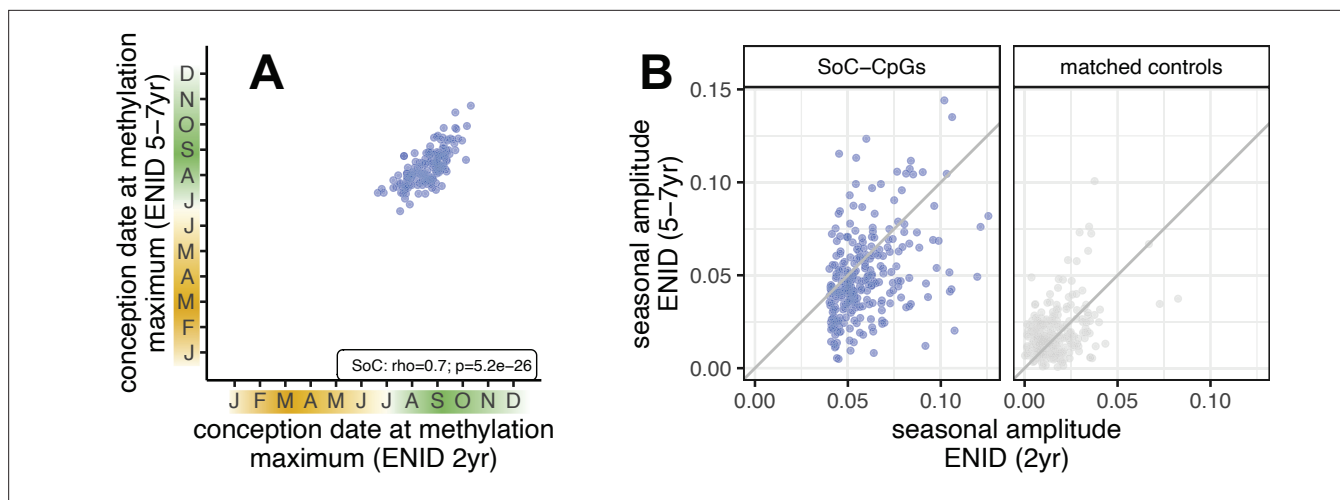 A
conception date at methylation
maximum (ENID 5−7yr)
D
N
O
S
A
J
J
M
A
M
F
J
SoC: rho=0.7; p=5.2e−26
J F M A M J J A S O N D
conception date at methylation
maximum (ENID 2yr)
B
SoC−CpGs
matched controls
seasonal amplitude
ENID (5−7yr)
0.15
0.10
0.05
0.00
0.00 0.05 0.10
0.00 0.05 0.10
seasonal amplitude
ENID (2yr)